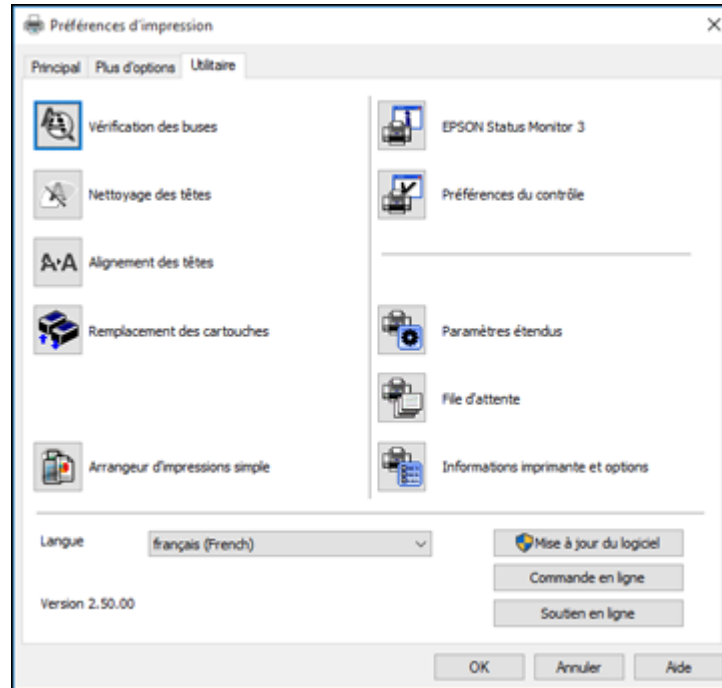 Préférences d'impression
Principal
Plus d'options
Utilitaire
Vérification des buses
Nettoyage des têtes
A·A Alignement des têtes
Remplacement des cartouches
Arrangeur d'impressions simple
EPSON Status Monitor 3
Préférences du contrôle
Paramètres étendus
File d'attente
Informations imprimante et options
Langue
français (French)
Version 2.50.00
Mise à jour du logiciel
Commande en ligne
Soutien en ligne
OK
Annuler
Aide